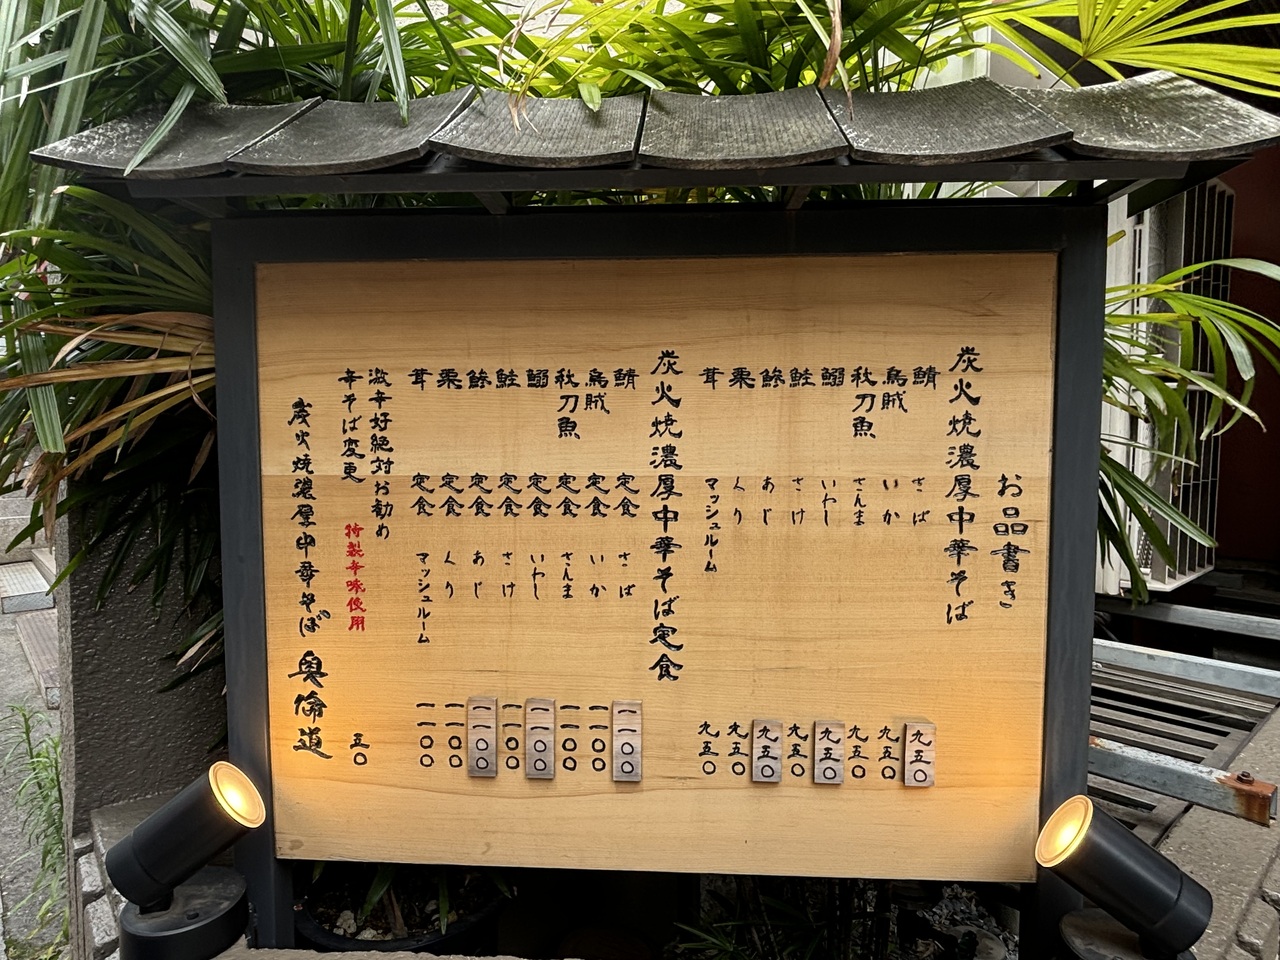 お品書き
炭火焼濃厚中華そば
鯖 さば 九五〇
烏賊 いか 九五〇
秋刀魚 さんま 九五〇
鰯 いわし 九五〇
鮭 さけ 九五〇
鯵 あじ 九五〇
栗 くり 九五〇
茸 マッシュルーム 九五〇
炭火焼濃厚中華そば定食
鯖 定食 さば 一一〇〇
烏賊 定食 いか 一一〇〇
秋刀魚 定食 さんま 一一〇〇
鰯 定食 いわし 一一〇〇
鮭 定食 さけ 一一〇〇
鯵 定食 あじ 一一〇〇
栗 定食 くり 一一〇〇
茸 定食 マッシュルーム 一一〇〇
激辛好絶対お勧め
辛そば変更 特製辛味使用 五〇
炭火焼濃厚中華そば 奥倫道